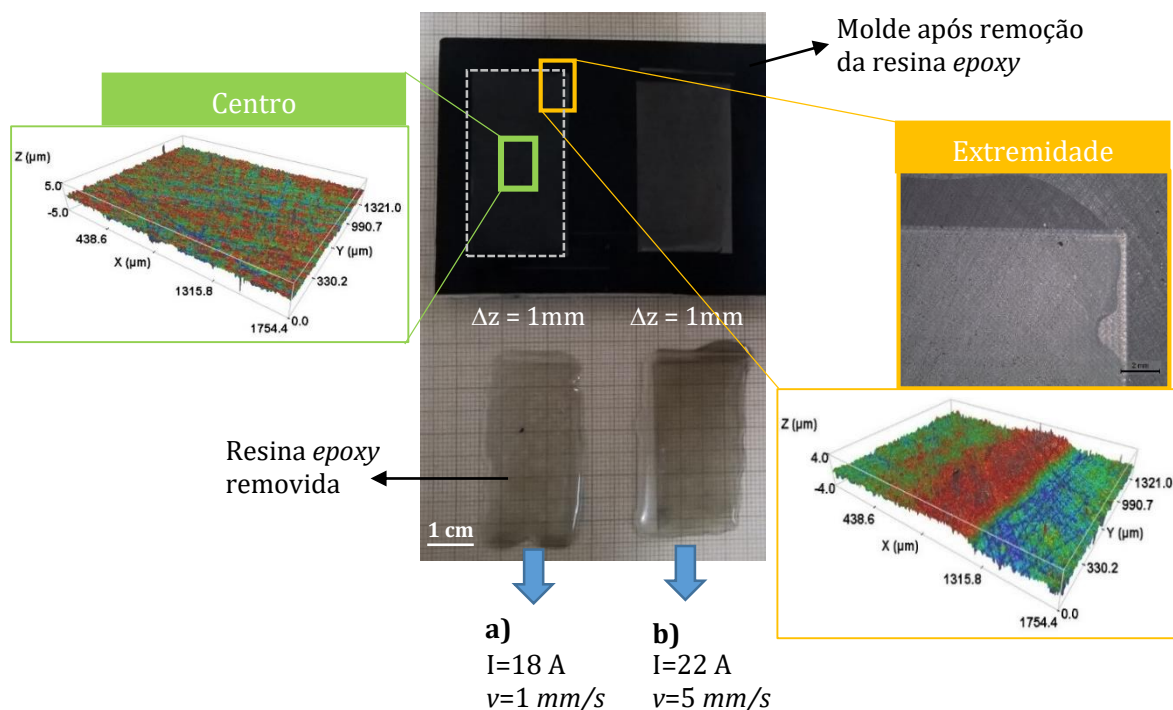 Molde após remoção
da resina epoxy
Centro
Z (µm)
5.0
-5.0
438.6
X (µm)
1315.8
1754.4
0.0
330.2
Y (µm)
990.7
1321.0
Extremidade
2 mm
Δz = 1mm
Δz = 1mm
Z (µm)
4.0
-4.0
438.6
X (µm)
1315.8
1754.4
0.0
330.2
Y (µm)
990.7
1321.0
Resina epoxy
removida
1 cm
a)
I=18 A
v=1 mm/s
b)
I=22 A
v=5 mm/s